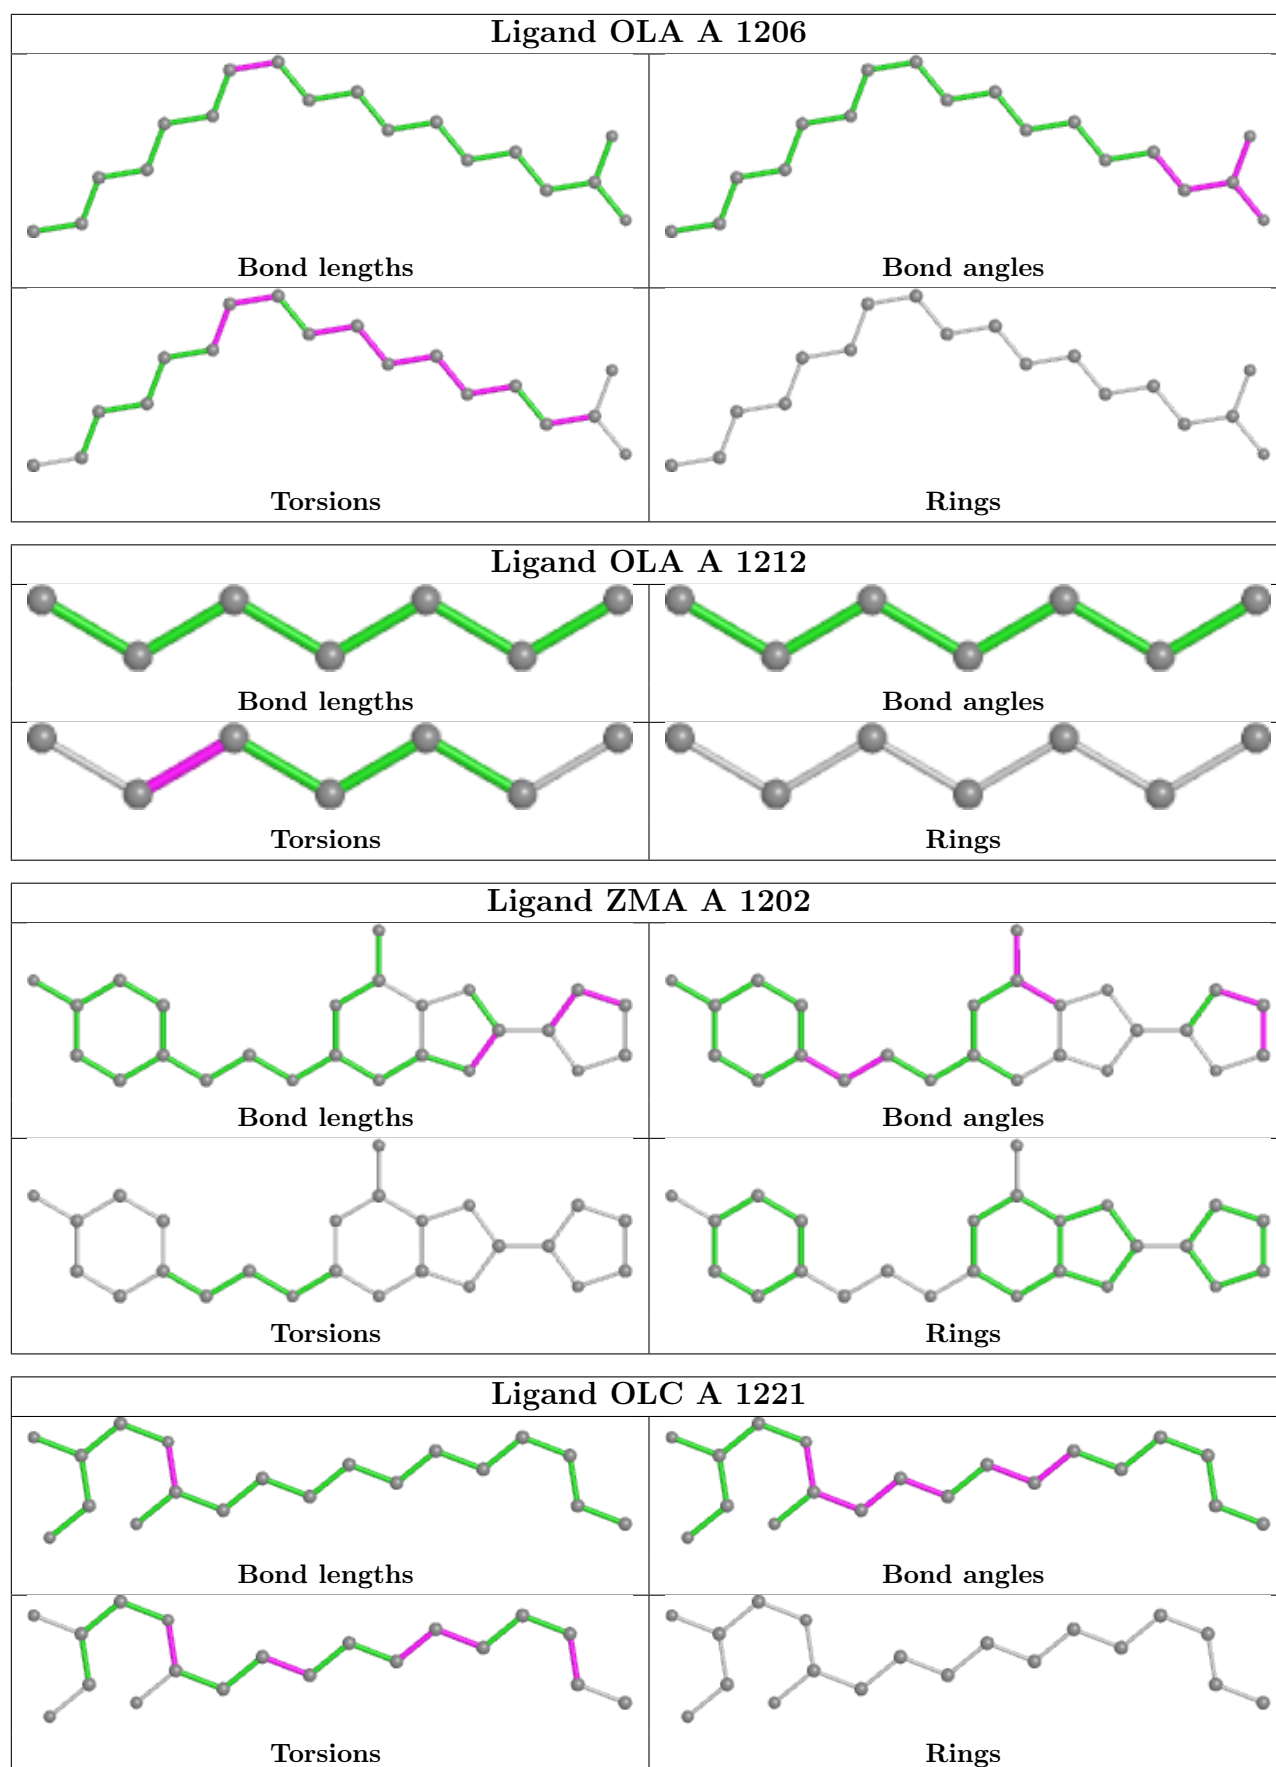 Ligand OLA A 1206
Bond lengths
Bond angles
Torsions
Rings
Ligand OLA A 1212
Bond lengths
Bond angles
Torsions
Rings
Ligand ZMA A 1202
Bond lengths
Bond angles
Torsions
Rings
Ligand OLC A 1221
Bond lengths
Bond angles
Torsions
Rings